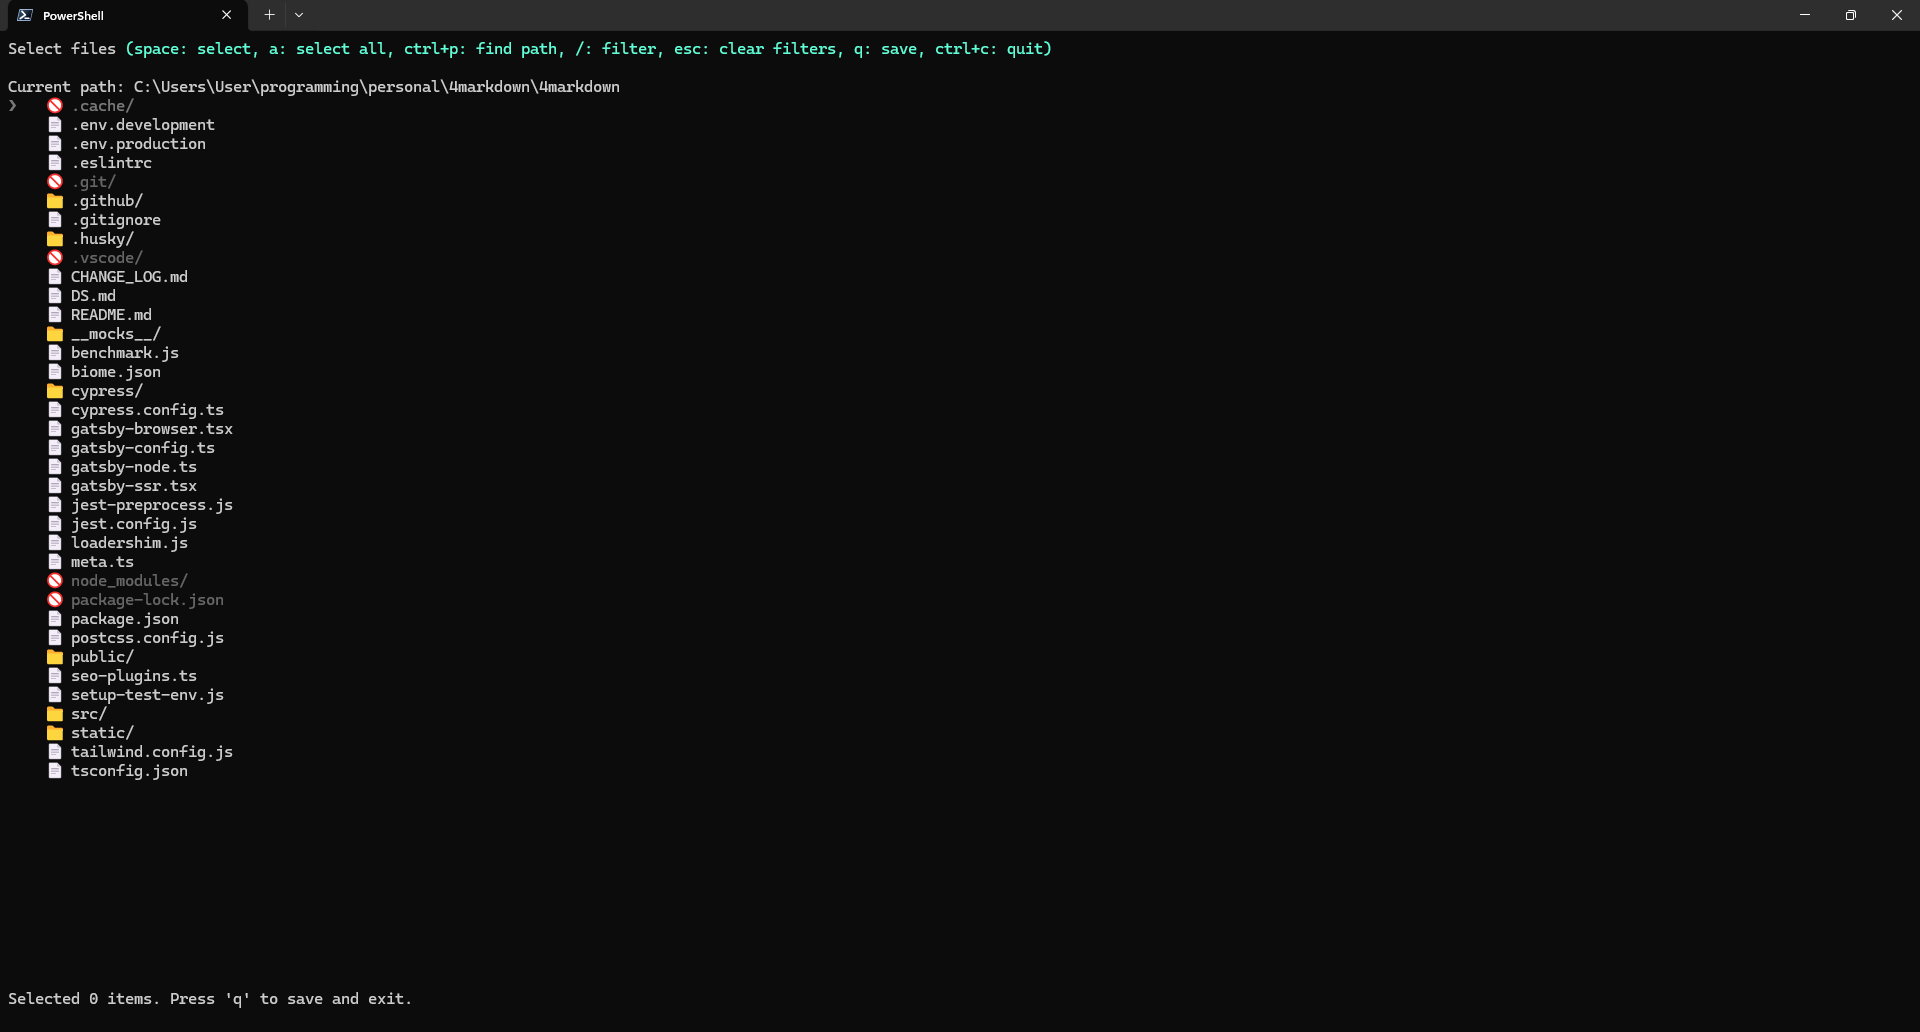 PowerShell
Select files (space: select, a: select all, ctrl+p: find path, /: filter, esc: clear filters, q: save, ctrl+c: quit)
Current path: C:\Users\User\programming\personal\4markdown\4markdown
.cache/
.env.development
.env.production
.eslintrc
.git/
.github/
.gitignore
.husky/
.vscode/
CHANGE_LOG.md
DS.md
README.md
__mocks__/
benchmark.js
biome.json
cypress/
cypress.config.ts
gatsby-browser.tsx
gatsby-config.ts
gatsby-node.ts
gatsby-ssr.tsx
jest-preprocess.js
jest.config.js
loadershim.js
meta.ts
node_modules/
package-lock.json
package.json
postcss.config.js
public/
seo-plugins.ts
setup-test-env.js
src/
static/
tailwind.config.js
tsconfig.json
Selected 0 items. Press 'q' to save and exit.